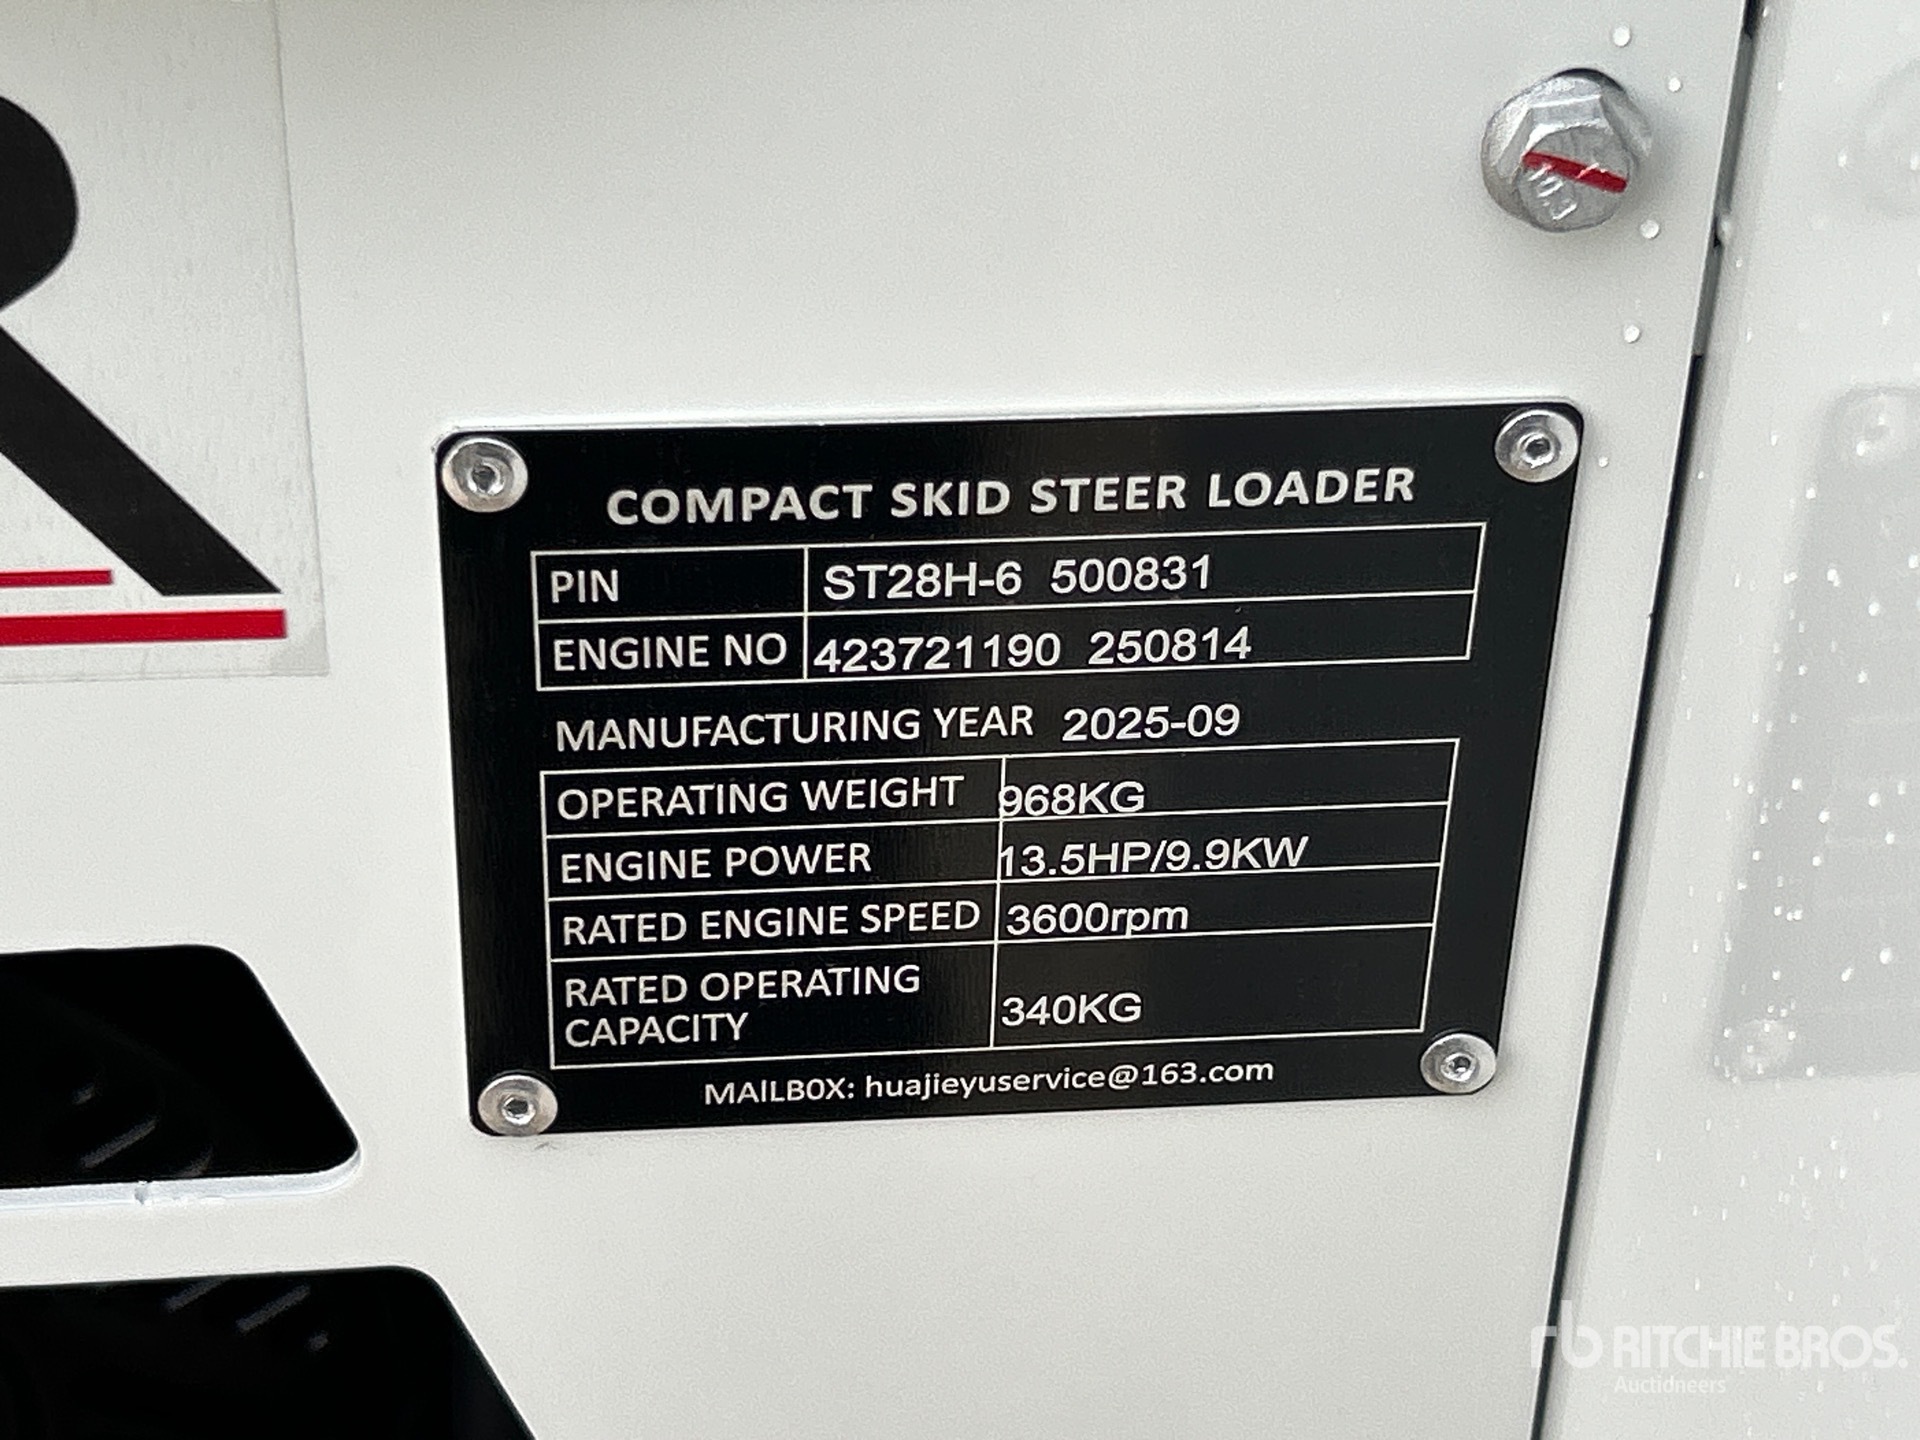 R
COMPACT SKID STEER LOADER
PIN ST28H-6 500831
ENGINE NO 423721190 250814
MANUFACTURING YEAR 2025-09
OPERATING WEIGHT 968KG
ENGINE POWER 13.5HP/9.9KW
RATED ENGINE SPEED 3600rpm
RATED OPERATING
CAPACITY 340KG
MAILBOX: huajieyuservice@163.com
rb RITCHIE BROS.
Auctioneers